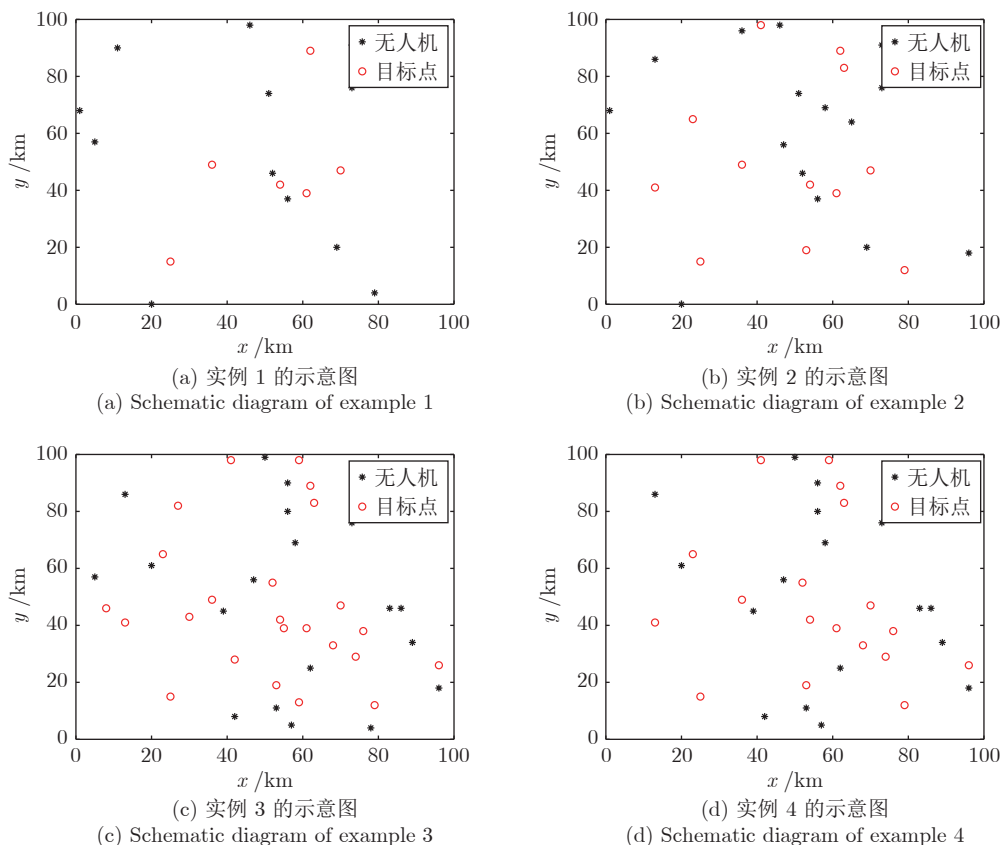 100
80
60
40
20
0
y /km
无人机
目标点
0 20 40 60 80 100
x /km
(a) 实例 1 的示意图
(a) Schematic diagram of example 1
100
80
60
40
20
0
y /km
无人机
目标点
0 20 40 60 80 100
x /km
(b) 实例 2 的示意图
(b) Schematic diagram of example 2
100
80
60
40
20
0
y /km
无人机
目标点
0 20 40 60 80 100
x /km
(c) 实例 3 的示意图
(c) Schematic diagram of example 3
100
80
60
40
20
0
y /km
无人机
目标点
0 20 40 60 80 100
x /km
(d) 实例 4 的示意图
(d) Schematic diagram of example 4